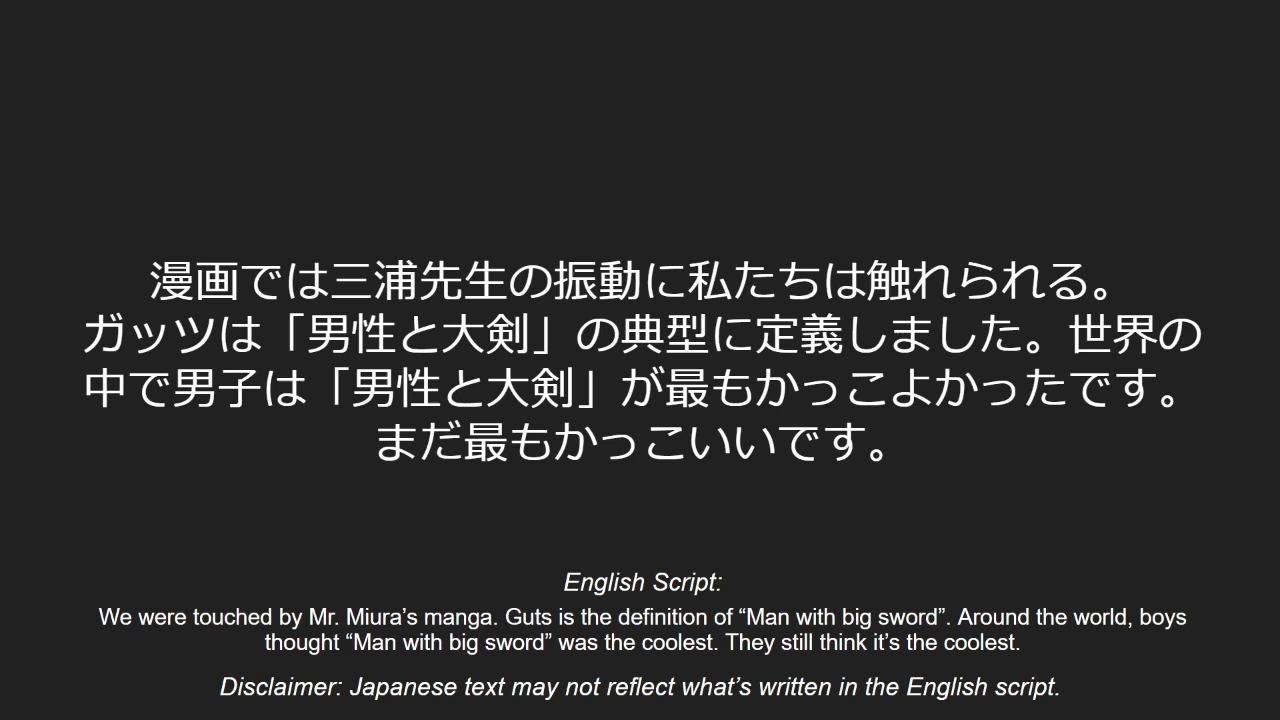 漫画では三浦先生の振動に私たちは触れられる。
ガッツは「男性と大剣」の典型に定義しました。世界の
中で男子は「男性と大剣」が最もかっこよかったです。
まだ最もかっこいいです。
English Script:
We were touched by Mr. Miura’s manga. Guts is the definition of “Man with big sword”. Around the world, boys
thought “Man with big sword” was the coolest. They still think it’s the coolest.
Disclaimer: Japanese text may not reflect what’s written in the English script.